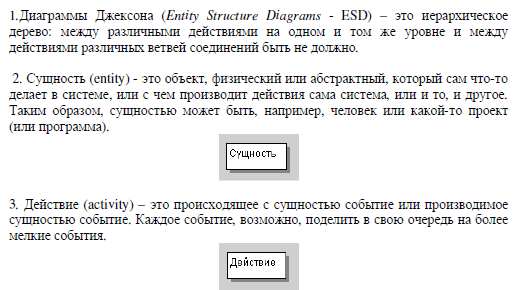 1.Диаграммы Джексона (Entity Structure Diagrams - ESD) – это иерархическое
дерево: между различными действиями на одном и том же уровне и между
действиями различных ветвей соединений быть не должно.
2. Сущность (entity) - это объект, физический или абстрактный, который сам что-то
делает в системе, или с чем производит действия сама система, или и то, и другое.
Таким образом, сущностью может быть, например, человек или какой-то проект
(или программа).
Сущность
3. Действие (activity) – это происходящее с сущностью событие или производимое
сущностью событие. Каждое событие, возможно, поделить в свою очередь на более
мелкие события.
Действие